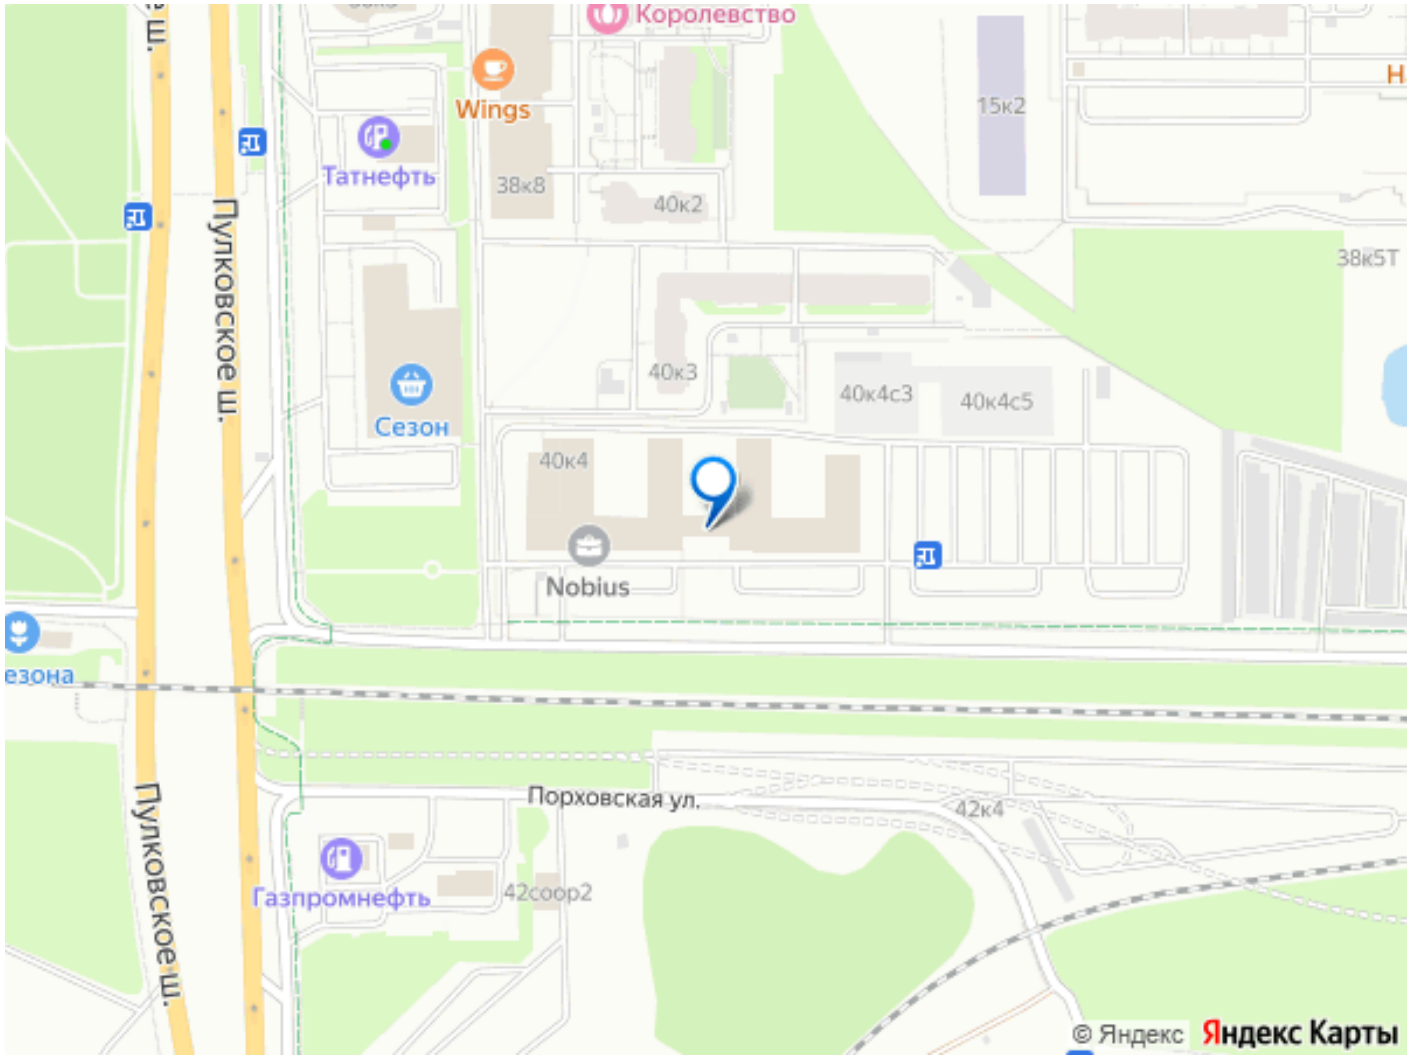 Королевство
Wings
Татнефть
38к8
40к2
15к2
38к5Т
Пулковское ш.
40к3
40к4с3
40к4с5
Сезон
40к4
Nobius
езона
Порховская ул.
42к4
Пулковское ш.
Газпромнефть
42соор2
© Яндекс
Яндекс Карты